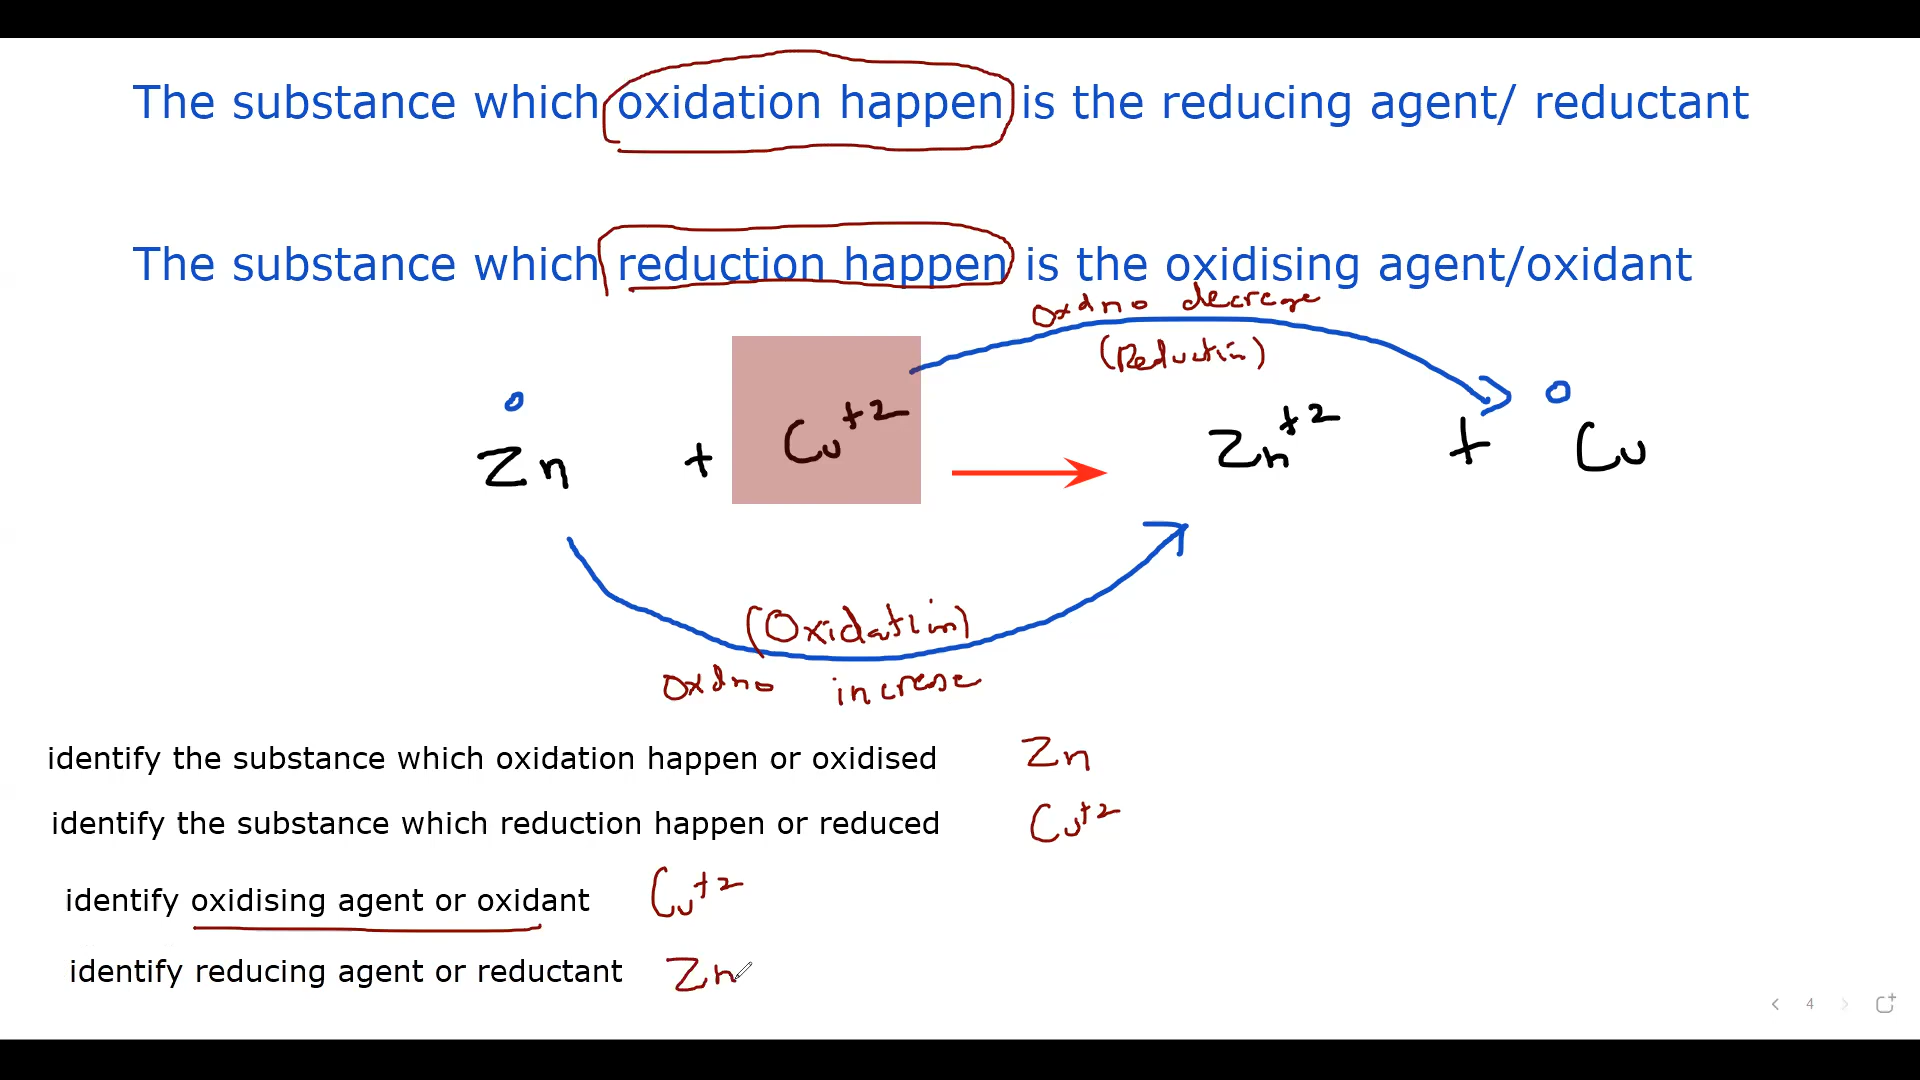 The substance which oxidation happen is the reducing agent/ reductant
The substance which reduction happen is the oxidising agent/oxidant
oxdno decrease
(Reduction)
0 0
Zn + Cu+2 Zn+2 + Cu
(Oxidation)
oxdno increase
identify the substance which oxidation happen or oxidised Zn
identify the substance which reduction happen or reduced Cu+2
identify oxidising agent or oxidant Cu+2
identify reducing agent or reductant Zn
4